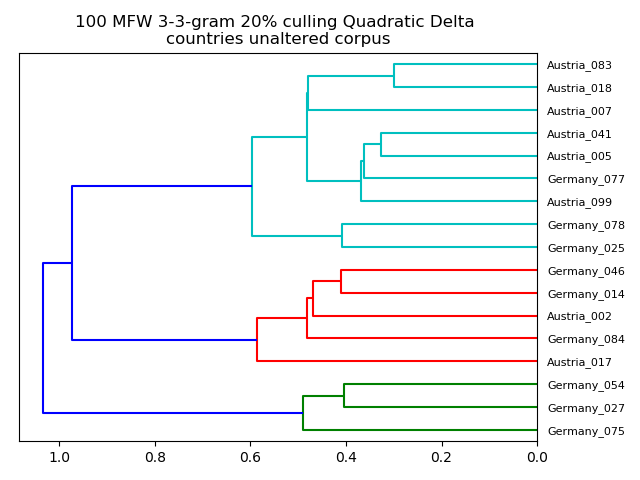 100 MFW 3-3-gram 20% culling Quadratic Delta
countries unaltered corpus
Austria_083
Austria_018
Austria_007
Austria_041
Austria_005
Germany_077
Austria_099
Germany_078
Germany_025
Germany_046
Germany_014
Austria_002
Germany_084
Austria_017
Germany_054
Germany_027
Germany_075
1.0 0.8 0.6 0.4 0.2 0.0